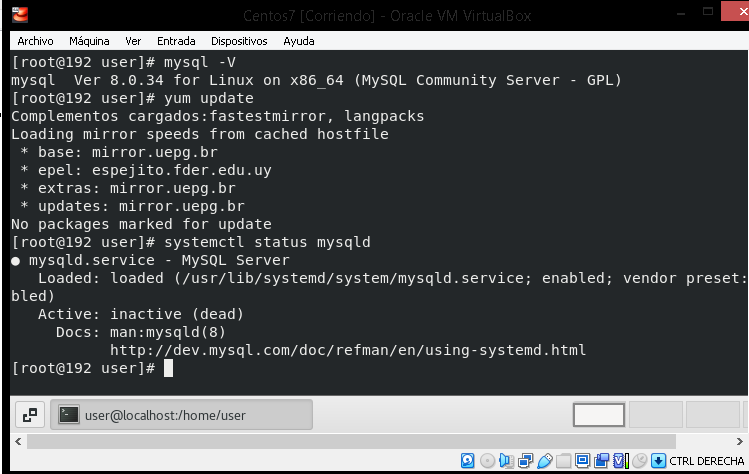 Centos7 [Corriendo] - Oracle VM VirtualBox
Archivo Máquina Ver Entrada Dispositivos Ayuda
[root@192 user]# mysql -V
mysql  Ver 8.0.34 for Linux on x86_64 (MySQL Community Server - GPL)
[root@192 user]# yum update
Complementos cargados:fastestmirror, langpacks
Loading mirror speeds from cached hostfile
 * base: mirror.uepg.br
 * epel: espejito.fder.edu.uy
 * extras: mirror.uepg.br
 * updates: mirror.uepg.br
No packages marked for update
[root@192 user]# systemctl status mysqld
● mysqld.service - MySQL Server
   Loaded: loaded (/usr/lib/systemd/system/mysqld.service; enabled; vendor preset:
bled)
   Active: inactive (dead)
     Docs: man:mysqld(8)
           http://dev.mysql.com/doc/refman/en/using-systemd.html
[root@192 user]#
user@localhost:/home/user
CTRL DERECHA